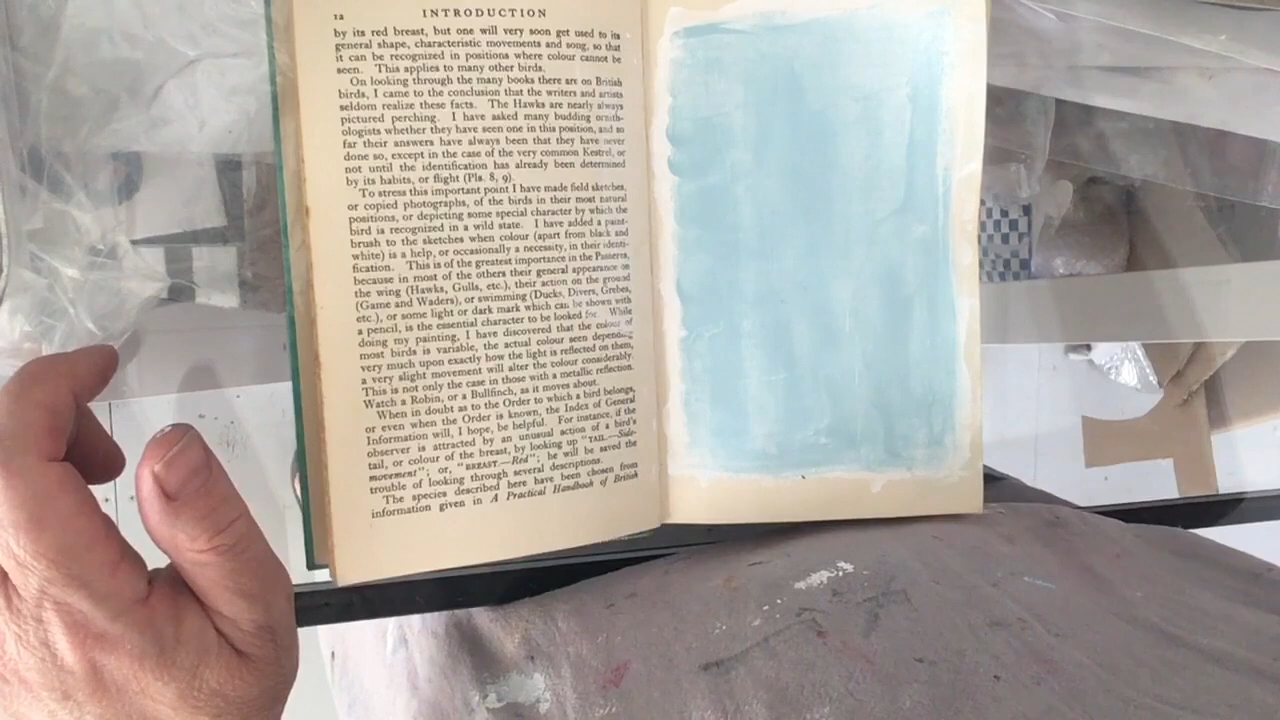 12 INTRODUCTION
by its red breast, but one will very soon get used to its
general shape, characteristic movements and song, so that
it can be recognized in positions where colour cannot be
seen. This applies to many other birds.
On looking through the many books there are on British
birds, I came to the conclusion that the writers and artists
seldom realize these facts. The Hawks are nearly always
pictured perching. I have asked many budding ornith-
ologists whether they have seen one in this position, and so
far their answers have always been that they have never
done so, except in the case of the very common Kestrel, or
not until the identification has already been determined
by its habits, or flight (Pls. 8, 9).
To stress this important point I have made field sketches,
or copied photographs, of the birds in their most natural
positions, or depicting some special character by which the
bird is recognized in a wild state. I have added a paint-
brush to the sketches when colour (apart from black and
white) is a help, or occasionally a necessity, in their identi-
fication. This is of the greatest importance in the Passeres,
because in most of the others their general appearance on
the wing (Hawks, Gulls, etc.), their action on the ground
(Game and Waders), or swimming (Ducks, Divers, Grebes,
etc.), or some light or dark mark which can be shown with
a pencil, is the essential character to be looked for. While
doing my painting, I have discovered that the colour of
most birds is variable, the actual colour seen depending
very much upon exactly how the light is reflected on them,
a very slight movement will alter the colour considerably.
This is not only the case in those with a metallic reflection.
Watch a Robin, or a Bullfinch, as it moves about.
When in doubt as to the Order to which a bird belongs,
or even when the Order is known, the Index of General
Information will, I hope, be helpful. For instance, if the
observer is attracted by an unusual action of a bird's
tail, or colour of the breast, by looking up "TAIL.—Side-
movement"; or, "BREAST.—Red"; he will be saved the
trouble of looking through several descriptions.
The species described here have been chosen from
information given in A Practical Handbook of British